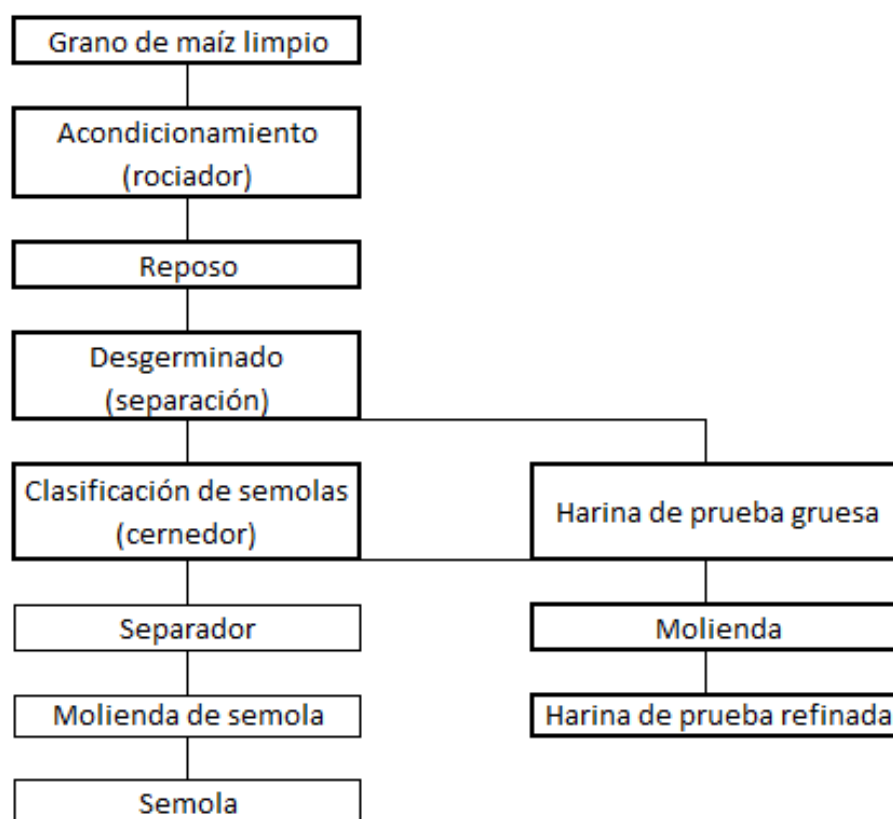 Grano de maíz limpio
Acondicionamiento
(rociador)
Reposo
Desgerminado
(separación)
Clasificación de semolas
(cernedor)
Harina de prueba gruesa
Separador
Molienda
Molienda de semola
Harina de prueba refinada
Semola